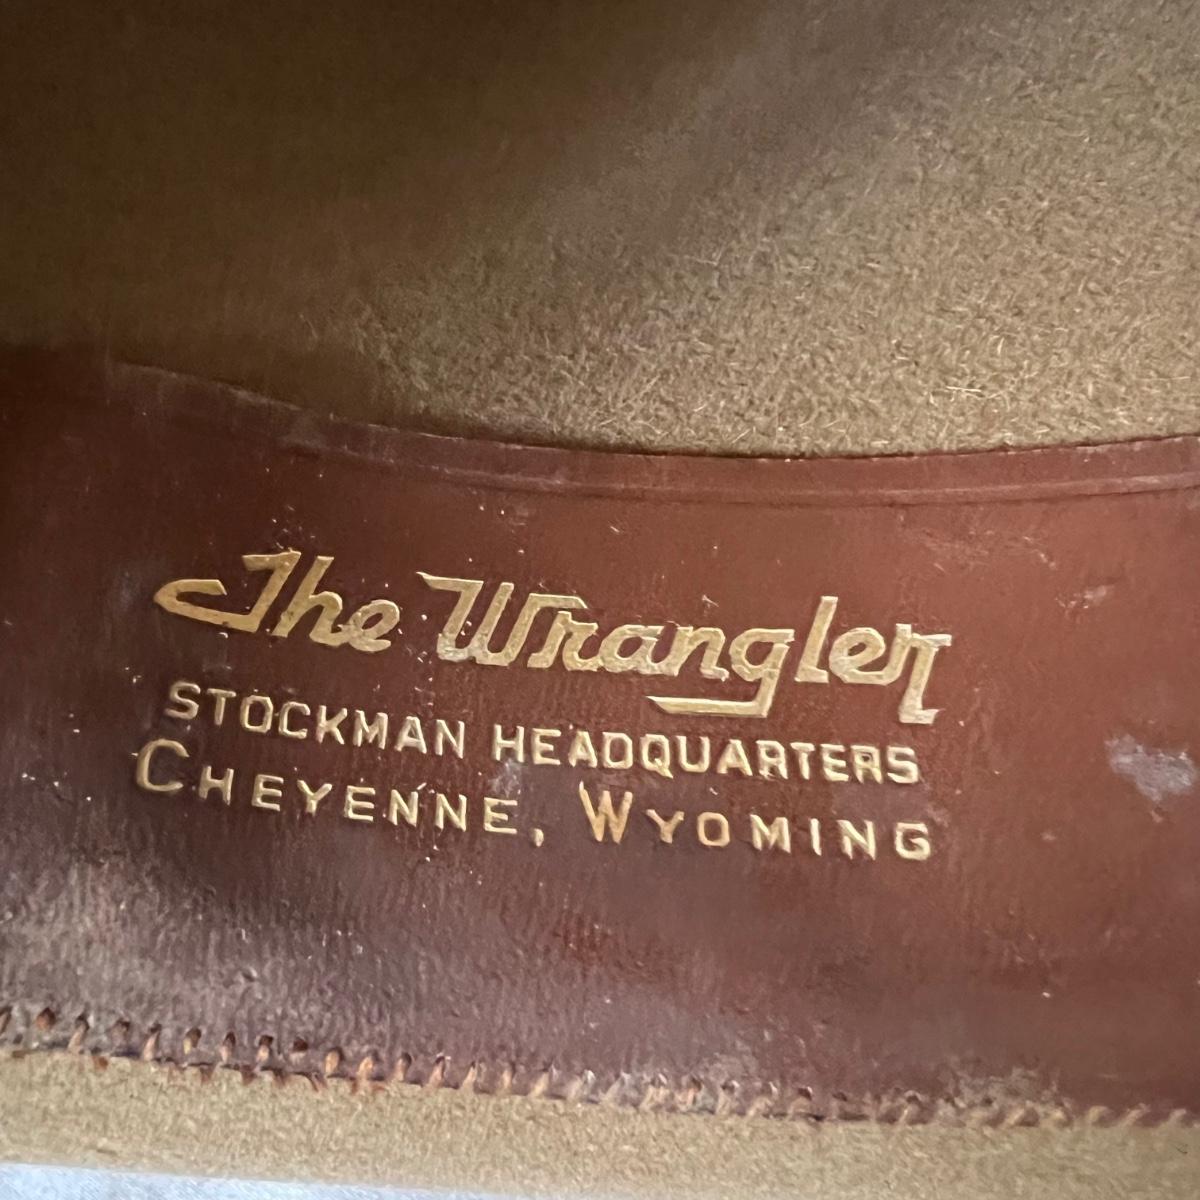 The Wrangler
STOCKMAN HEADQUARTERS
CHEYENNE, WYOMING